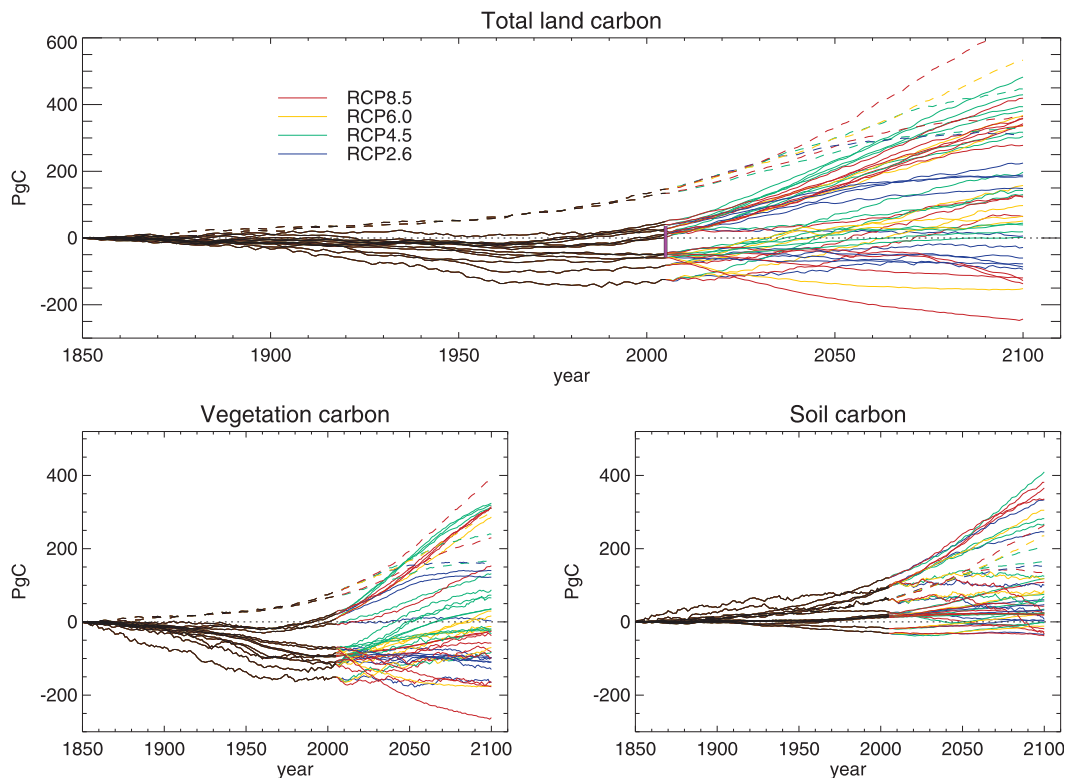 Total land carbon
600
400
200
0
-200
PgC
RCP8.5
RCP6.0
RCP4.5
RCP2.6
1850 1900 1950 2000 2050 2100
year
Vegetation carbon
400
200
0
-200
PgC
1850 1900 1950 2000 2050 2100
year
Soil carbon
400
200
0
-200
PgC
1850 1900 1950 2000 2050 2100
year